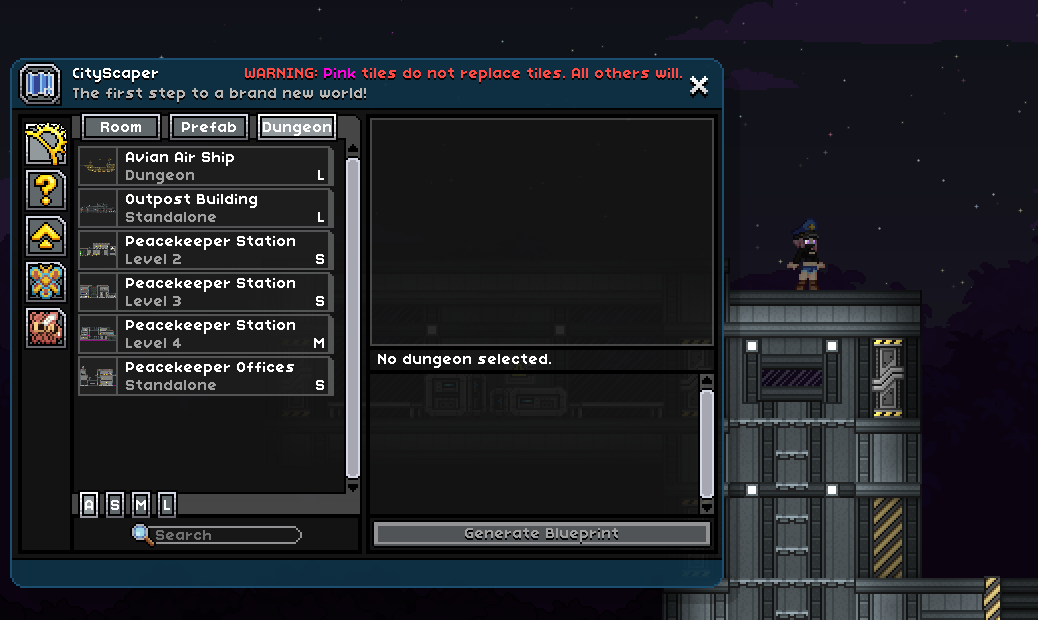 CityScaper
WARNING: Pink tiles do not replace tiles. All others will.
The first step to a brand new world!
Room
Prefab
Dungeon
Avian Air Ship
Dungeon
L
Outpost Building
Standalone
L
Peacekeeper Station
Level 2
S
Peacekeeper Station
Level 3
S
Peacekeeper Station
Level 4
M
Peacekeeper Offices
Standalone
S
A
S
M
L
Search
No dungeon selected.
Generate Blueprint